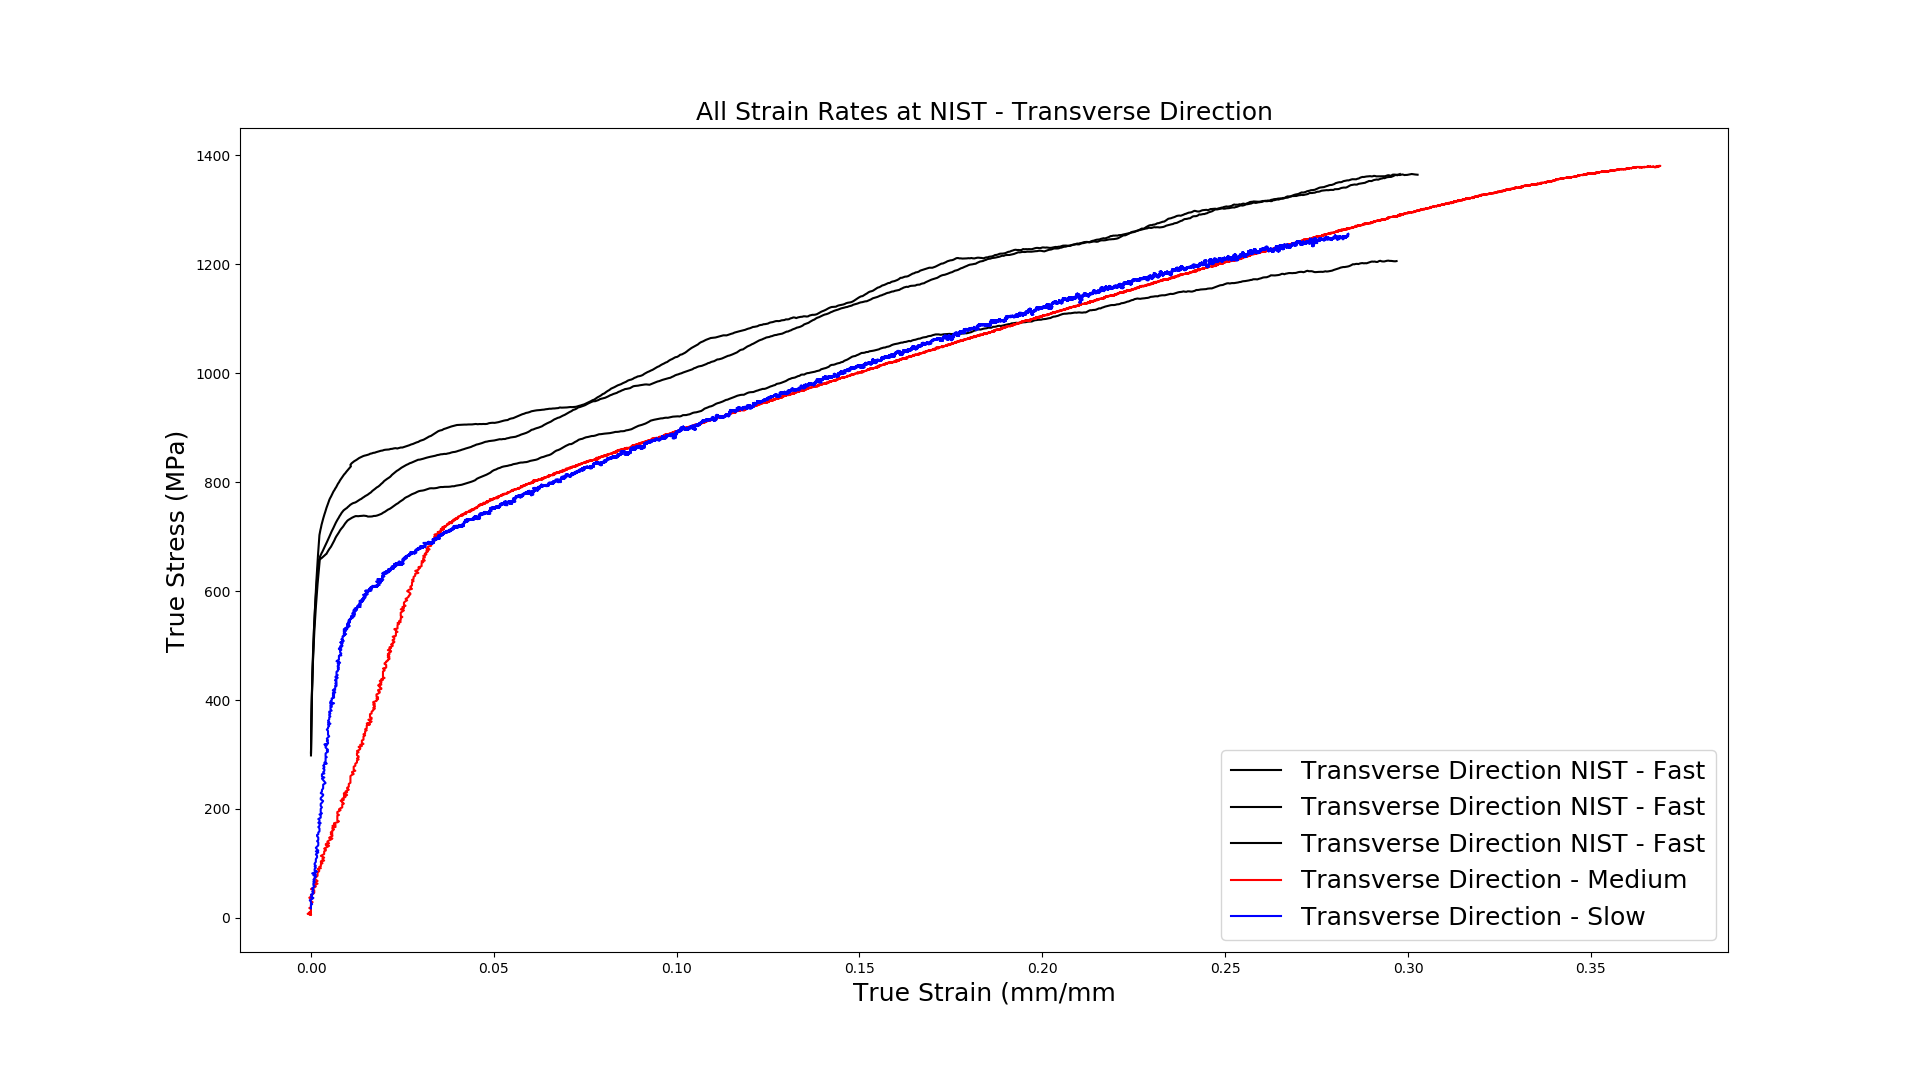 All Strain Rates at NIST - Transverse Direction
1400
1200
1000
800
600
400
200
0
True Stress (MPa)
0.00 0.05 0.10 0.15 0.20 0.25 0.30 0.35
True Strain (mm/mm
Transverse Direction NIST - Fast
Transverse Direction NIST - Fast
Transverse Direction NIST - Fast
Transverse Direction - Medium
Transverse Direction - Slow